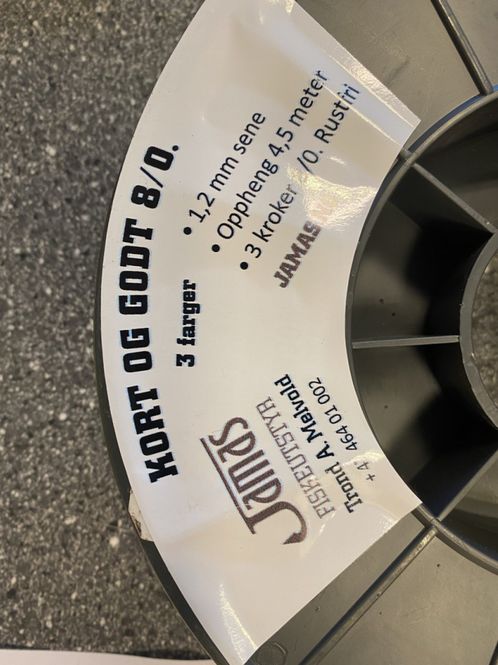 KORT OG GODT 8/0.
3 farger
• 1,2 mm sene
• Oppheng 4,5 meter
• 3 kroker /0. Rustfri
JAMAS
Jamas
FISKEUTSTYR
Trond A. Melvold
+ 4 464 01 002